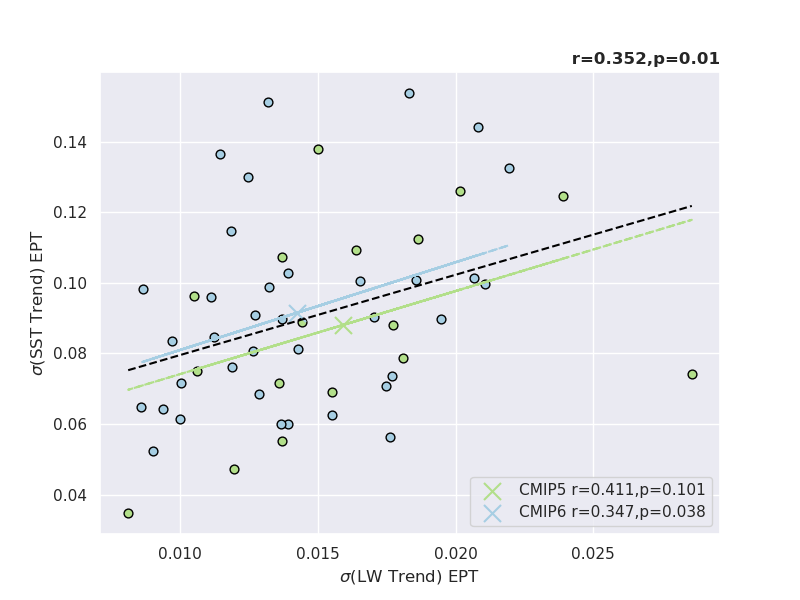 r=0.352,p=0.01
σ(SST Trend) EPT
0.14
0.12
0.10
0.08
0.06
0.04
CMIP5 r=0.411,p=0.101
CMIP6 r=0.347,p=0.038
0.010 0.015 0.020 0.025
σ(LW Trend) EPT